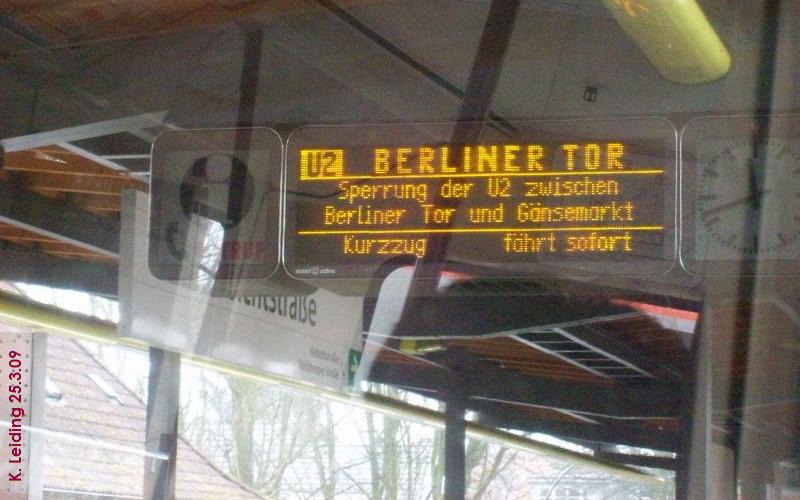 U2 BERLINER TOR
Sperrung der U2 zwischen
Berliner Tor und Gänsemarkt
Kurzzug fährt sofort
K. Leiding 25.3.09